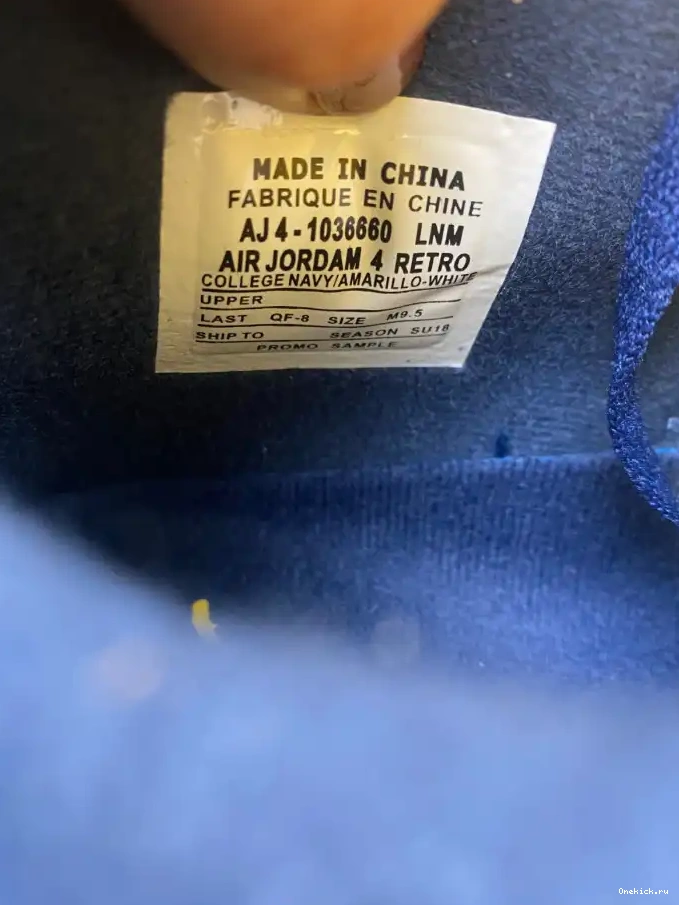 MADE IN CHINA
FABRIQUE EN CHINE
AJ 4 - 1036660 LNM
AIR JORDAM 4 RETRO
COLLEGE NAVY/AMARILLO-WHITE
UPPER
LAST QF-8 SIZE M9.5
SHIP TO SEASON SU18
PROMO SAMPLE
Onekick.ru